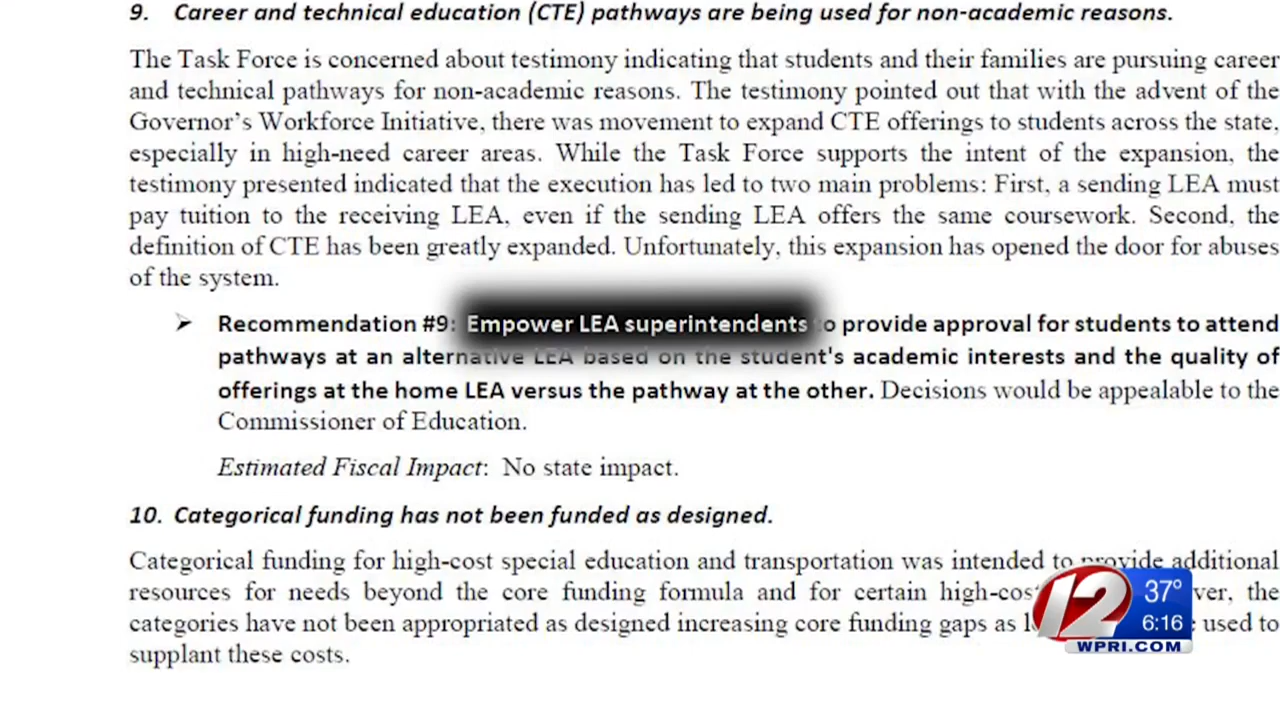 9. Career and technical education (CTE) pathways are being used for non-academic reasons.
The Task Force is concerned about testimony indicating that students and their families are pursuing career
and technical pathways for non-academic reasons. The testimony pointed out that with the advent of the
Governor's Workforce Initiative, there was movement to expand CTE offerings to students across the state,
especially in high-need career areas. While the Task Force supports the intent of the expansion, the
testimony presented indicated that the execution has led to two main problems: First, a sending LEA must
pay tuition to the receiving LEA, even if the sending LEA offers the same coursework. Second, the
definition of CTE has been greatly expanded. Unfortunately, this expansion has opened the door for abuses
of the system.
➢ Recommendation #9: Empower LEA superintendents to provide approval for students to attend
pathways at an alternative LEA based on the student's academic interests and the quality of
offerings at the home LEA versus the pathway at the other. Decisions would be appealable to the
Commissioner of Education.
Estimated Fiscal Impact: No state impact.
10. Categorical funding has not been funded as designed.
Categorical funding for high-cost special education and transportation was intended to provide additional
resources for needs beyond the core funding formula and for certain the
categories have not been appropriated as designed increasing core funding gaps as used to
supplant these costs.
12 37°
6:16
WPRI.COM